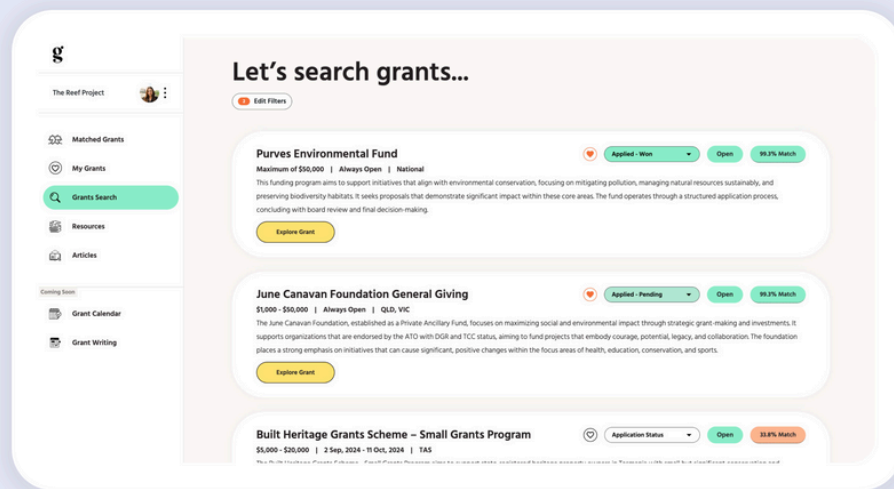 g
The Reef Project
Matched Grants
My Grants
Grants Search
Resources
Articles
Coming Soon
Grant Calendar
Grant Writing
Let's search grants...
Edit Filters
Purves Environmental Fund
Applied - Won
Open
99.3% Match
Maximum of $50,000 | Always Open | National
This funding program aims to support initiatives that align with environmental conservation, focusing on mitigating pollution, managing natural resources sustainably, and
preserving biodiversity habitats. It seeks proposals that demonstrate significant impact within these core areas. The fund operates through a structured application process,
concluding with board review and final decision-making.
Explore Grant
June Canavan Foundation General Giving
Applied - Pending
Open
99.3% Match
$1,000 - $50,000 | Always Open | QLD, VIC
The June Canavan Foundation, established as a Private Ancillary Fund, focuses on maximizing social and environmental impact through strategic grant-making and investments. It
supports organizations that are endorsed by the ATO with DGR and TCC status, aiming to fund projects that embody courage, potential, legacy, and collaboration. The foundation
places a strong emphasis on initiatives that can cause significant, positive changes within the focus areas of health, education, conservation, and sports.
Explore Grant
Built Heritage Grants Scheme – Small Grants Program
Application Status
Open
33.8% Match
$5,000 - $20,000 | 2 Sep, 2024 - 11 Oct, 2024 | TAS